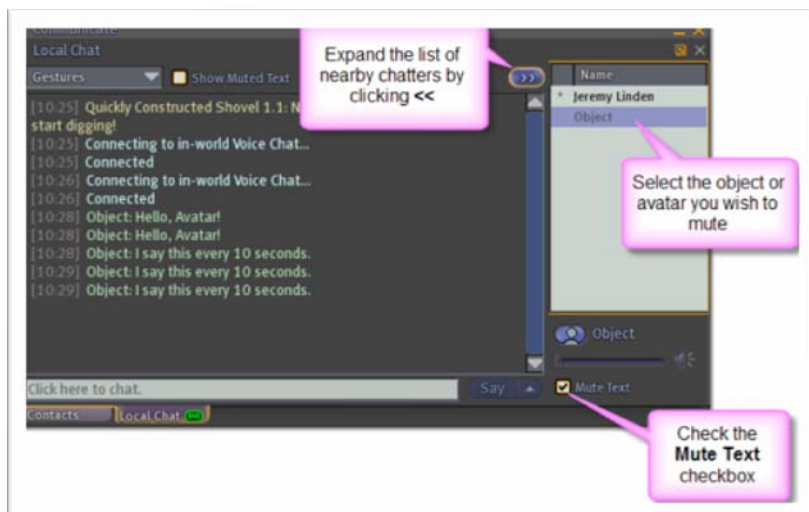 Communicate
Local Chat
Gestures
Show Muted Text
Expand the list of
nearby chatters by
clicking <<
>>
Name
[10:25] Quickly Constructed Shovel 1.1: N
start digging!
[10:25] Connecting to in-world Voice Chat...
[10:25] Connected
[10:26] Connecting to in-world Voice Chat...
[10:26] Connected
[10:28] Object: Hello, Avatar!
[10:28] Object: Hello, Avatar!
[10:28] Object: I say this every 10 seconds.
[10:29] Object: I say this every 10 seconds.
[10:29] Object: I say this every 10 seconds.
Jeremy Linden
Object
Select the object or
avatar you wish to
mute
Object
Click here to chat.
Say
Mute Text
Contacts
Local Chat
Check the
Mute Text
checkbox